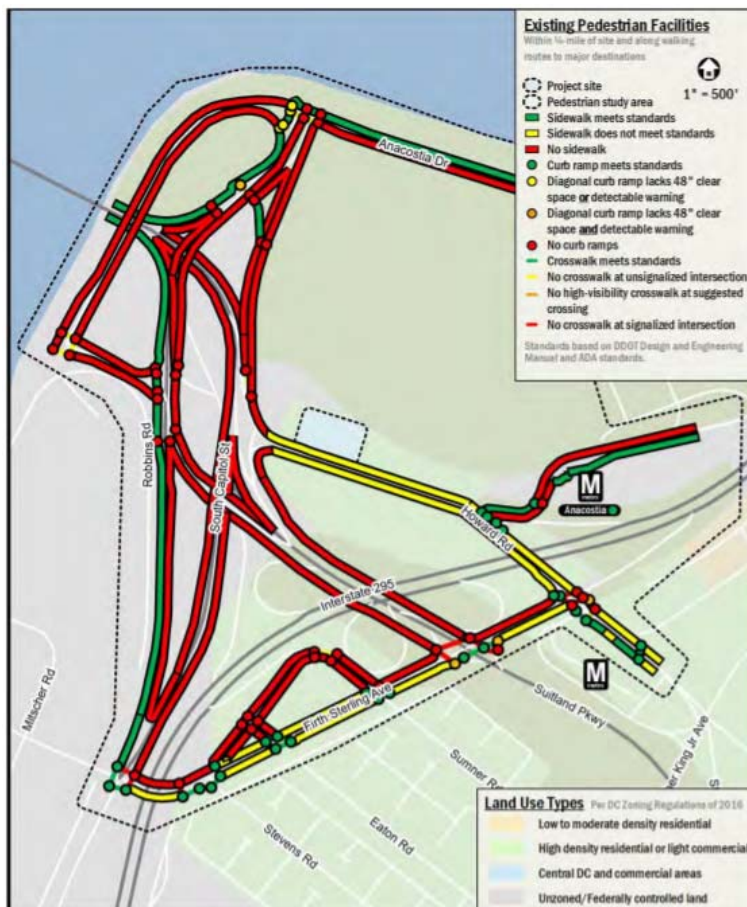 Existing Pedestrian Facilities
Within ¼-mile of site and along walking
routes to major destinations
1" = 500'
Project site
Pedestrian study area
Sidewalk meets standards
Sidewalk does not meet standards
No sidewalk
Curb ramp meets standards
Diagonal curb ramp lacks 48" clear
space or detectable warning
Diagonal curb ramp lacks 48" clear
space and detectable warning
No curb ramps
Crosswalk meets standards
No crosswalk at unsignalized intersection
No high-visibility crosswalk at suggested
crossing
No crosswalk at signalized intersection
Standards based on DDOT Design and Engineering
Manual and ADA standards.
Anacostia Dr
Robbins Rd
South Capitol St
M
metro
Anacostia
Howard Rd
Interstate 295
Mitscher Rd
Firth Sterling Ave
M
metro
Suitland Pkwy
Sumner Rd
er King Jr Ave
S
Eaton Rd
Stevens Rd
Land Use Types Per DC Zoning Regulations of 2016
Low to moderate density residential
High density residential or light commercial
Central DC and commercial areas
Unzoned/Federally controlled land